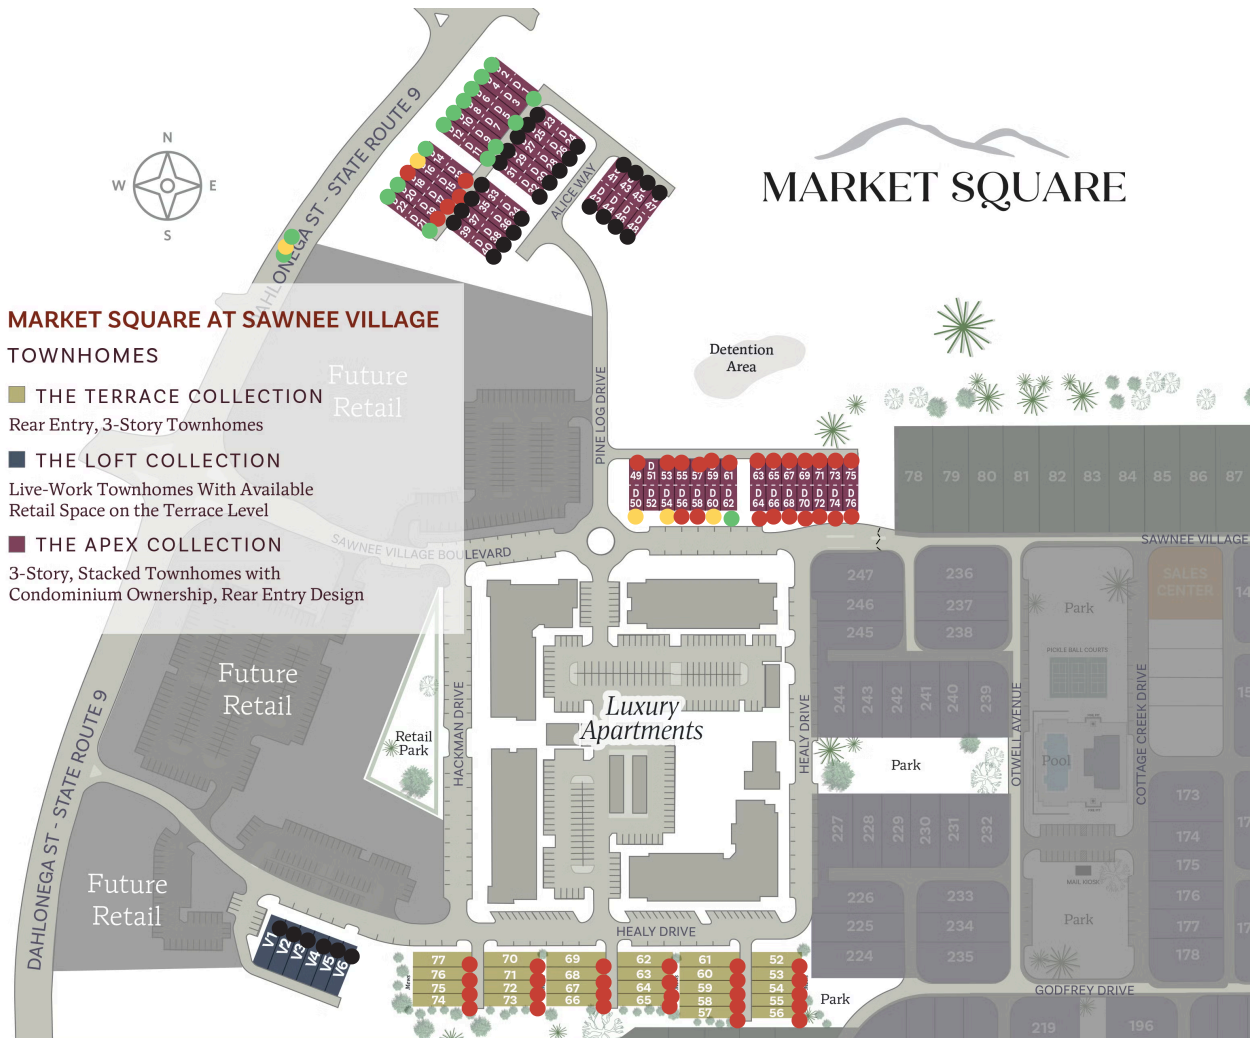 DAHLONEGA ST - STATE ROUTE 9
N
W
E
S
MARKET SQUARE
ALICE WAY
MARKET SQUARE AT SAWNEE VILLAGE
TOWNHOMES
THE TERRACE COLLECTION
Rear Entry, 3-Story Townhomes
THE LOFT COLLECTION
Live-Work Townhomes With Available
Retail Space on the Terrace Level
THE APEX COLLECTION
3-Story, Stacked Townhomes with
Condominium Ownership, Rear Entry Design
Future
Retail
PINE LOG DRIVE
Detention
Area
49 51 53 55 57 59 61
50 52 54 56 58 60 62
63 65 67 69 71 73 75
64 66 68 70 72 74 76
78 79 80 81 82 83 84 85 86 87
SAWNEE VILLAGE BOULEVARD
SAWNEE VILLAGE
247
246
245
236
237
238
Park
PICKLE BALL COURTS
SALES
CENTER
244 243 242 241 240 239
Future
Retail
Retail
Park
HACKMAN DRIVE
Luxury
Apartments
HEALY DRIVE
Park
OTWELL AVENUE
Pool
COTTAGE CREEK DRIVE
227 228 229 230 231 232
173
174
175
176
177
178
MAIL KIOSK
Park
226
225
224
233
234
235
DAHLONEGA ST - STATE ROUTE 9
Future
Retail
V1 V2 V3 V4 V5 V6
HEALY DRIVE
77
76
75
74
70
71
72
73
69
68
67
66
62
63
64
65
61
60
59
58
57
52
53
54
55
56
Park
GODFREY DRIVE
219
196